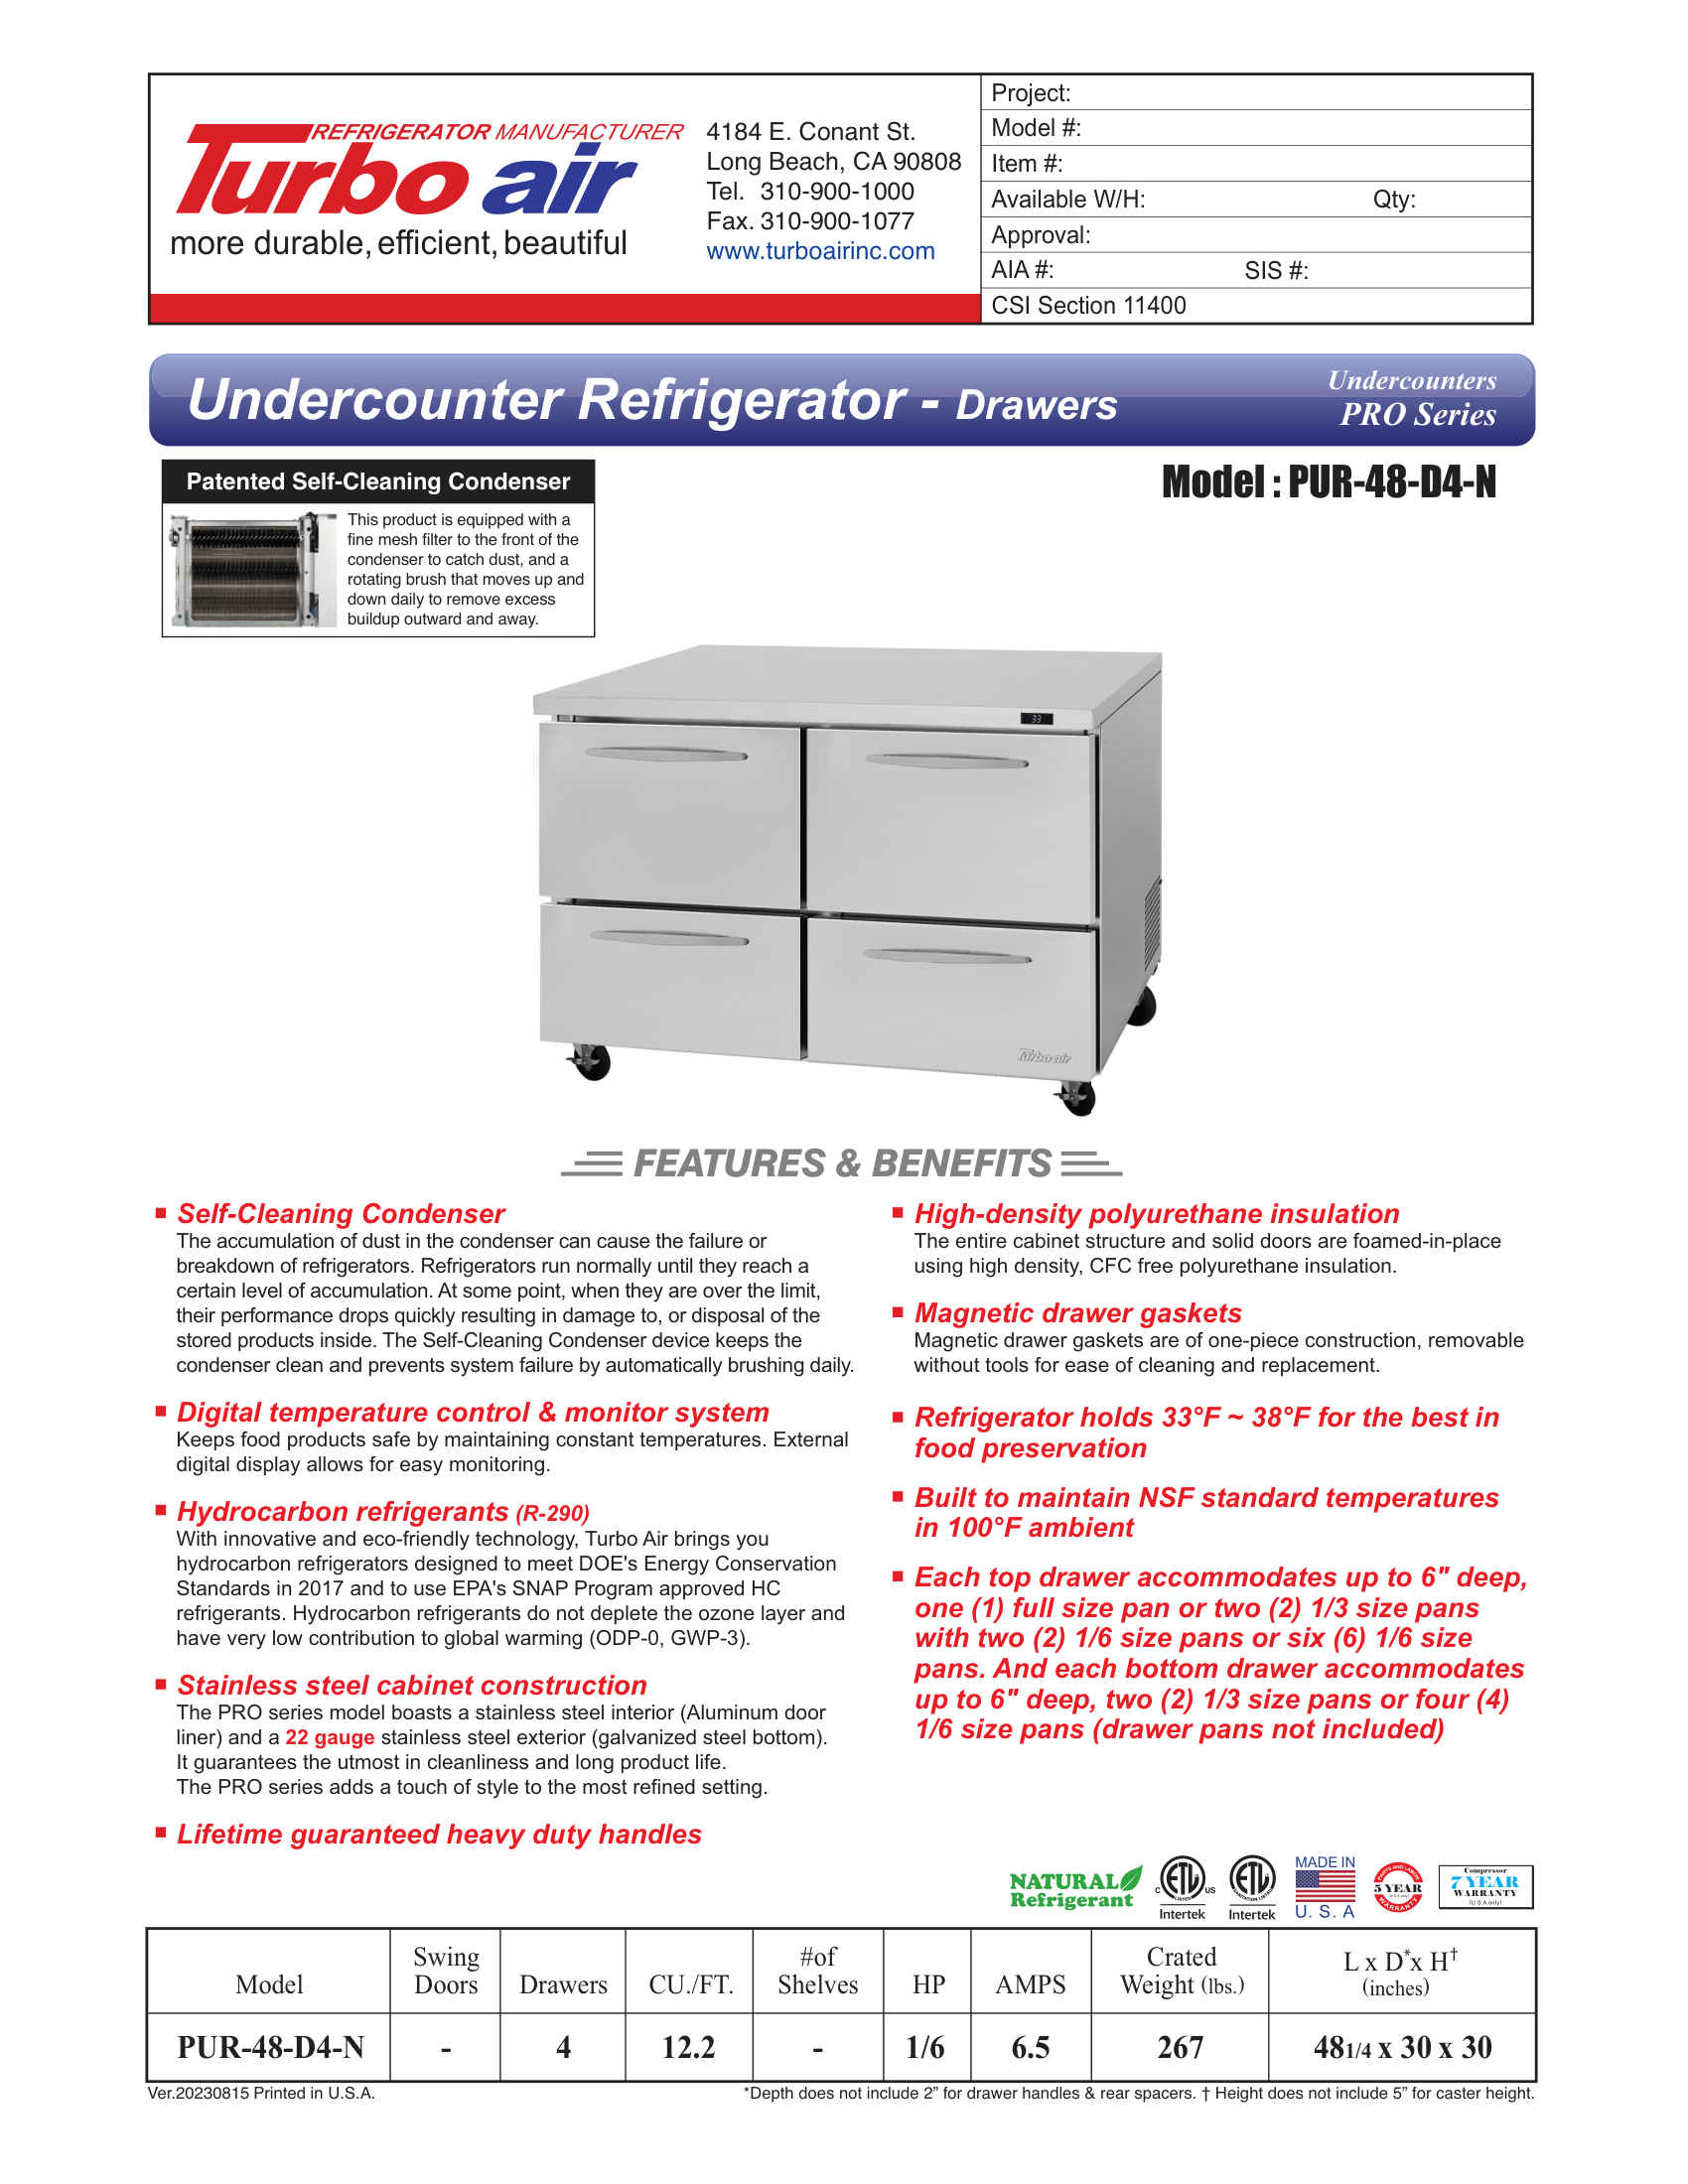 REFRIGERATOR MANUFACTURER
Turbo air
more durable, efficient, beautiful
4184 E. Conant St.
Long Beach, CA 90808
Tel. 310-900-1000
Fax. 310-900-1077
www.turboairinc.com
Project:
Model #:
Item #:
Available W/H: Qty:
Approval:
AIA #: SIS #:
CSI Section 11400
Undercounter Refrigerator - Drawers
Undercounters
PRO Series
Patented Self-Cleaning Condenser
This product is equipped with a
fine mesh filter to the front of the
condenser to catch dust, and a
rotating brush that moves up and
down daily to remove excess
buildup outward and away.
Model : PUR-48-D4-N
33
Turbo air
FEATURES & BENEFITS
Self-Cleaning Condenser
The accumulation of dust in the condenser can cause the failure or
breakdown of refrigerators. Refrigerators run normally until they reach a
certain level of accumulation. At some point, when they are over the limit,
their performance drops quickly resulting in damage to, or disposal of the
stored products inside. The Self-Cleaning Condenser device keeps the
condenser clean and prevents system failure by automatically brushing daily.
Digital temperature control & monitor system
Keeps food products safe by maintaining constant temperatures. External
digital display allows for easy monitoring.
Hydrocarbon refrigerants (R-290)
With innovative and eco-friendly technology, Turbo Air brings you
hydrocarbon refrigerators designed to meet DOE's Energy Conservation
Standards in 2017 and to use EPA's SNAP Program approved HC
refrigerants. Hydrocarbon refrigerants do not deplete the ozone layer and
have very low contribution to global warming (ODP-0, GWP-3).
Stainless steel cabinet construction
The PRO series model boasts a stainless steel interior (Aluminum door
liner) and a 22 gauge stainless steel exterior (galvanized steel bottom).
It guarantees the utmost in cleanliness and long product life.
The PRO series adds a touch of style to the most refined setting.
Lifetime guaranteed heavy duty handles
High-density polyurethane insulation
The entire cabinet structure and solid doors are foamed-in-place
using high density, CFC free polyurethane insulation.
Magnetic drawer gaskets
Magnetic drawer gaskets are of one-piece construction, removable
without tools for ease of cleaning and replacement.
Refrigerator holds 33°F ~ 38°F for the best in
food preservation
Built to maintain NSF standard temperatures
in 100°F ambient
Each top drawer accommodates up to 6" deep,
one (1) full size pan or two (2) 1/3 size pans
with two (2) 1/6 size pans or six (6) 1/6 size
pans. And each bottom drawer accommodates
up to 6" deep, two (2) 1/3 size pans or four (4)
1/6 size pans (drawer pans not included)
NATURAL
Refrigerant
C ETL US
LISTED
Intertek
ETL
SANITATION LISTED
Intertek
MADE IN
U. S. A
PARTS AND LABOR
5 YEAR
(U.S.A only)
WARRANTY
Compressor
7 YEAR
WARRANTY
(U.S.A only)
Model Swing Doors Drawers CU./FT. #of Shelves HP AMPS Crated Weight (lbs.) L x D* x H† (inches)
PUR-48-D4-N - 4 12.2 - 1/6 6.5 267 481/4 x 30 x 30
Ver.20230815 Printed in U.S.A.
*Depth does not include 2” for drawer handles & rear spacers. † Height does not include 5” for caster height.